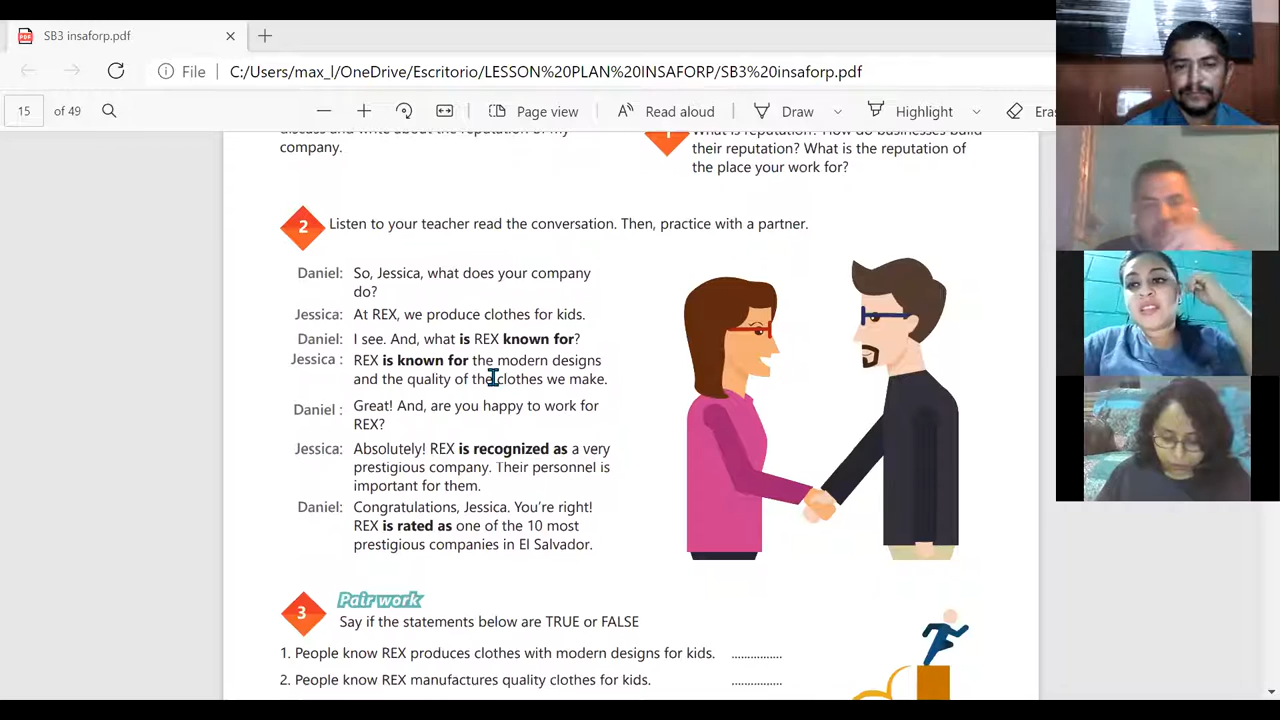 SB3 insaforp.pdf
File
C:/Users/max_l/OneDrive/Escritorio/LESSON%20PLAN%20INSAFORP/SB3%20insaforp.pdf
15 of 49
Page view
Read aloud
Draw
Highlight
company.
their reputation? What is the reputation of
the place your work for?
2 Listen to your teacher read the conversation. Then, practice with a partner.
Daniel: So, Jessica, what does your company
do?
Jessica: At REX, we produce clothes for kids.
Daniel: I see. And, what is REX known for?
Jessica : REX is known for the modern designs
and the quality of the clothes we make.
Daniel : Great! And, are you happy to work for
REX?
Jessica: Absolutely! REX is recognized as a very
prestigious company. Their personnel is
important for them.
Daniel: Congratulations, Jessica. You're right!
REX is rated as one of the 10 most
prestigious companies in El Salvador.
3 Pair work
Say if the statements below are TRUE or FALSE
1. People know REX produces clothes with modern designs for kids. ...............
2. People know REX manufactures quality clothes for kids. ...............